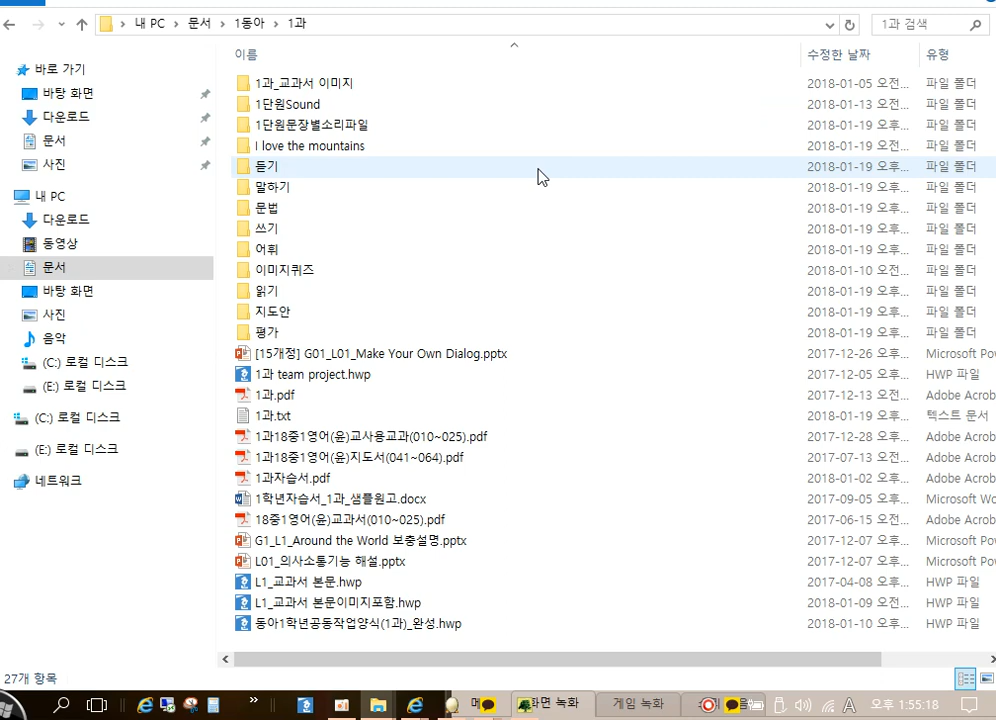 내 PC > 문서 > 1동아 > 1과
1과 검색
이름 수정한 날짜 유형
바로 가기
바탕 화면
다운로드
문서
사진
내 PC
다운로드
동영상
문서
바탕 화면
사진
음악
(C:) 로컬 디스크
(E:) 로컬 디스크
(C:) 로컬 디스크
(E:) 로컬 디스크
네트워크
1과_교과서 이미지 2018-01-05 오전... 파일 폴더
1단원Sound 2018-01-13 오전... 파일 폴더
1단원문장별소리파일 2018-01-19 오후... 파일 폴더
I love the mountains 2018-01-19 오후... 파일 폴더
듣기 2018-01-19 오후... 파일 폴더
말하기 2018-01-19 오후... 파일 폴더
문법 2018-01-19 오후... 파일 폴더
쓰기 2018-01-19 오후... 파일 폴더
어휘 2018-01-19 오후... 파일 폴더
이미지퀴즈 2018-01-10 오전... 파일 폴더
읽기 2018-01-19 오후... 파일 폴더
지도안 2018-01-19 오후... 파일 폴더
평가 2018-01-19 오후... 파일 폴더
[15개정] G01_L01_Make Your Own Dialog.pptx 2017-12-26 오후... Microsoft Po
1과 team project.hwp 2017-12-05 오후... HWP 파일
1과.pdf 2017-12-13 오후... Adobe Acrob
1과.txt 2018-01-19 오후... 텍스트 문서
1과18중1영어(윤)교사용교과(010~025).pdf 2017-12-28 오후... Adobe Acrob
1과18중1영어(윤)지도서(041~064).pdf 2017-07-13 오후... Adobe Acrob
1과자습서.pdf 2018-01-02 오후... Adobe Acrob
1학년자습서_1과_샘플원고.docx 2017-09-05 오후... Microsoft Wo
18중1영어(윤)교과서(010~025).pdf 2017-06-15 오전... Adobe Acrob
G1_L1_Around the World 보충설명.pptx 2017-12-07 오후... Microsoft Po
L01_의사소통기능 해설.pptx 2017-12-07 오후... Microsoft Po
L1_교과서 본문.hwp 2017-04-08 오후... HWP 파일
L1_교과서 본문이미지포함.hwp 2018-01-09 오전... HWP 파일
동아1학년공동작업양식(1과)_완성.hwp 2018-01-10 오후... HWP 파일
27개 항목
화면 녹화
게임 녹화
A
오후 1:55:18